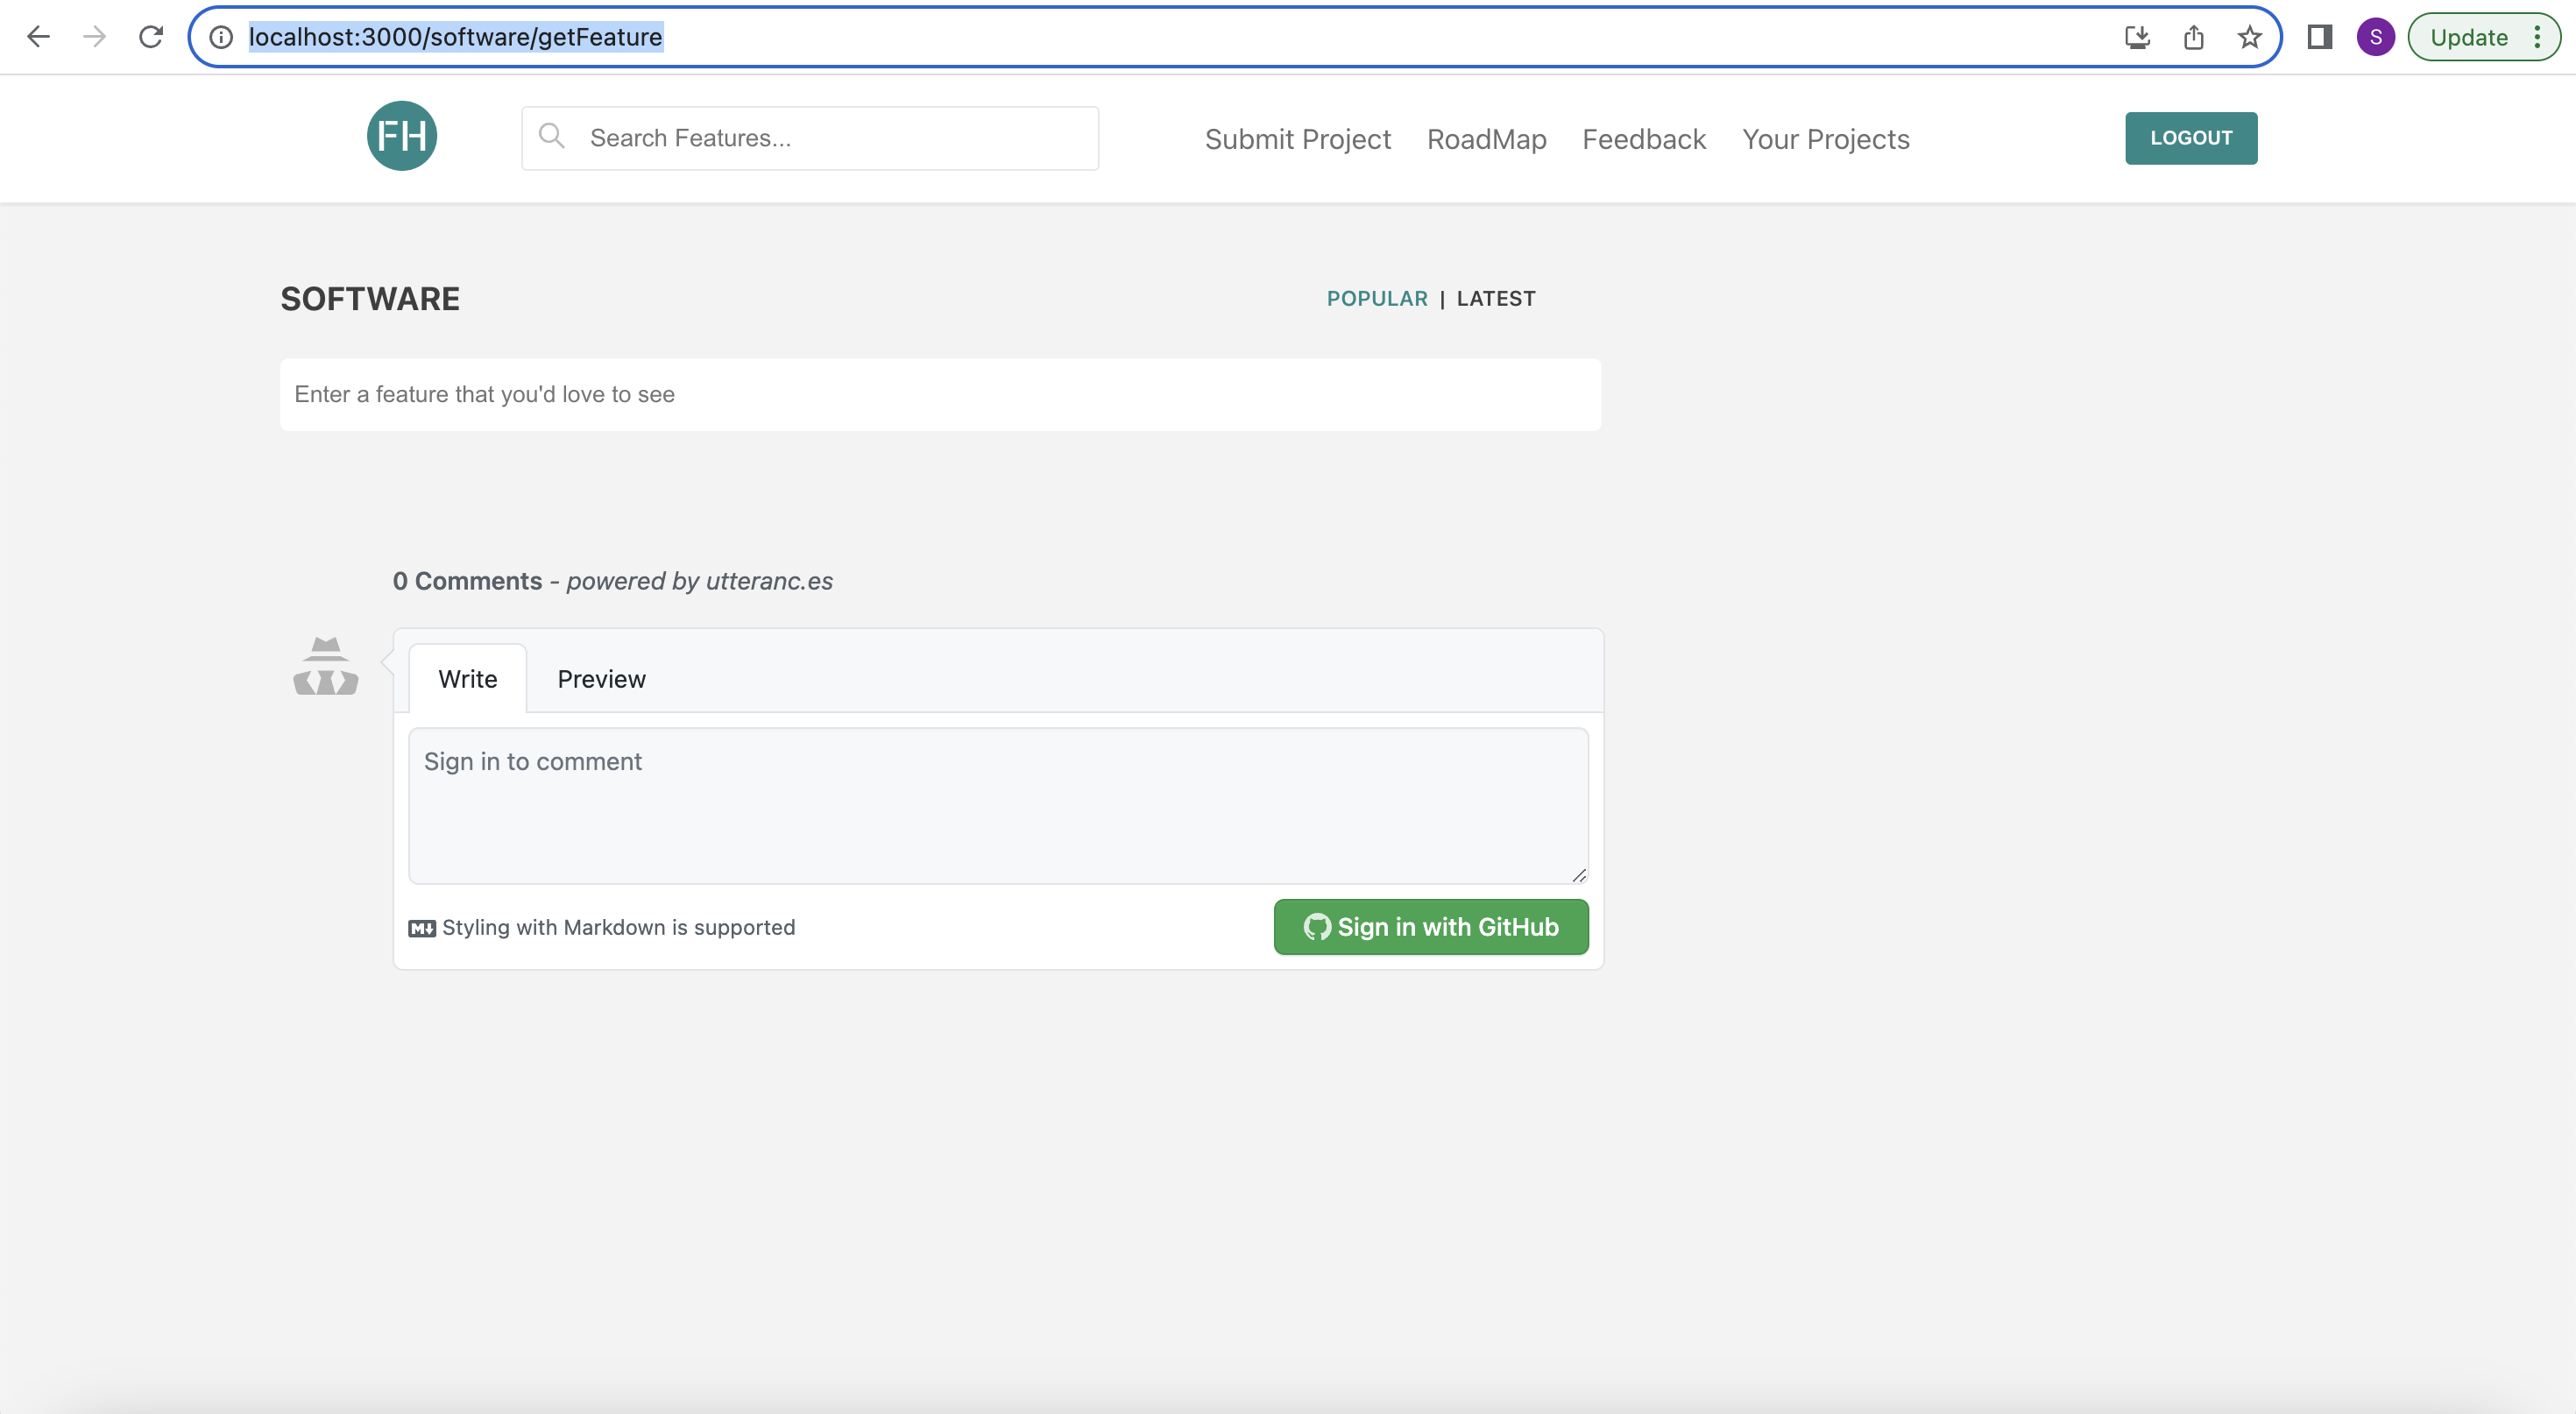 localhost:3000/software/getFeature
S
Update
FH
Search Features...
Submit Project RoadMap Feedback Your Projects
LOGOUT
SOFTWARE
POPULAR | LATEST
Enter a feature that you'd love to see
0 Comments - powered by utteranc.es
Write Preview
Sign in to comment
M Styling with Markdown is supported
Sign in with GitHub